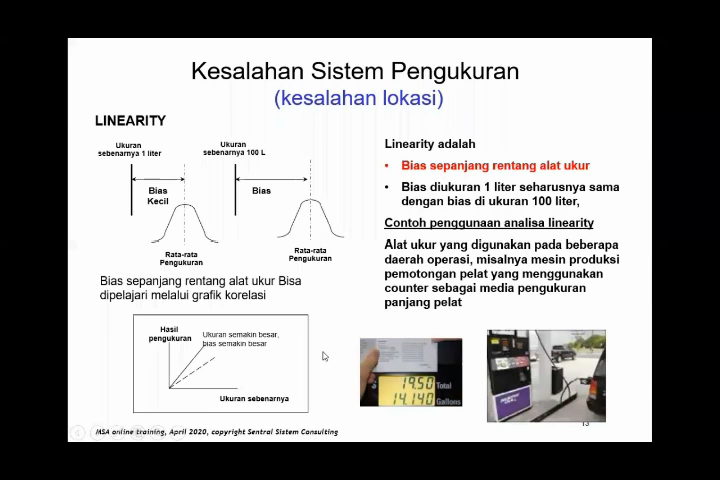 Kesalahan Sistem Pengukuran
(kesalahan lokasi)
LINEARITY
Ukuran
sebenarnya 1 liter
Ukuran
sebenarnya 100 L
Bias
Kecil
Bias
Rata-rata
Pengukuran
Rata-rata
Pengukuran
Bias sepanjang rentang alat ukur Bisa
dipelajari melalui grafik korelasi
Hasil
pengukuran
Ukuran semakin besar,
bias semakin besar
Ukuran sebenarnya
Linearity adalah
• Bias sepanjang rentang alat ukur
• Bias diukuran 1 liter seharusnya sama
dengan bias di ukuran 100 liter,
Contoh penggunaan analisa linearity
Alat ukur yang digunakan pada beberapa
daerah operasi, misalnya mesin produksi
pemotongan pelat yang menggunakan
counter sebagai media pengukuran
panjang pelat
19.50 Total
14.140 Gallons
MSA online training, April 2020, copyright Sentral Sistem Consulting
13